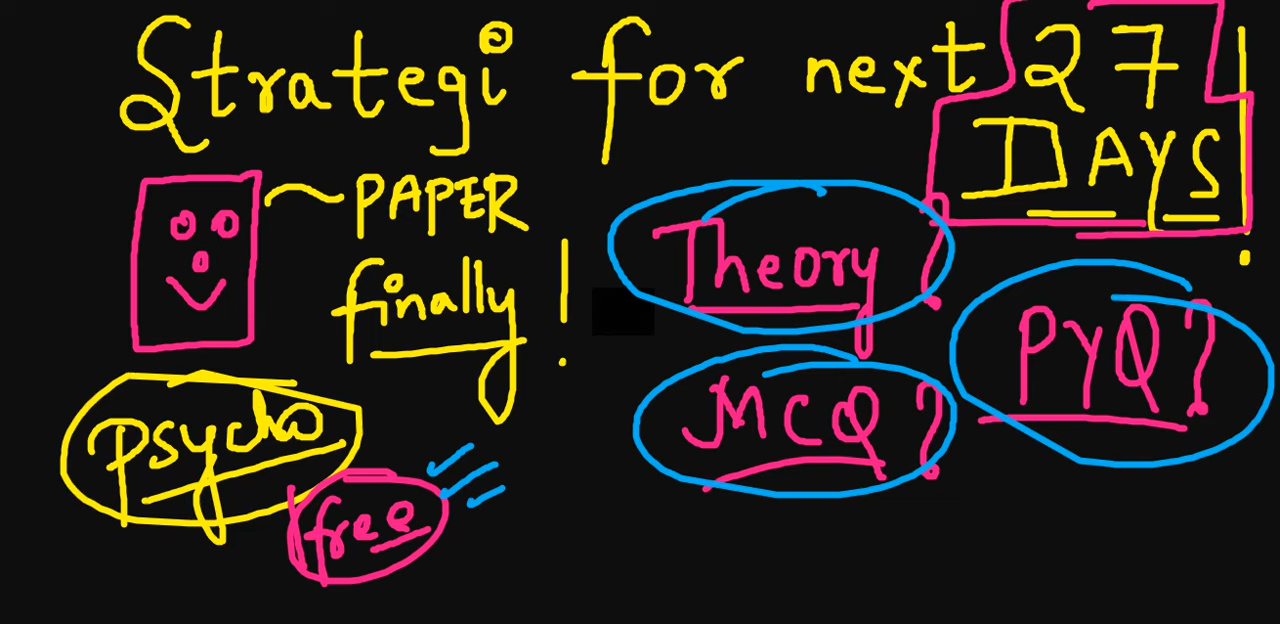 Strategi for next 27
DAYS!
PAPER
finally!
Theory?
MCQ?
PYQ?
Psycho
free